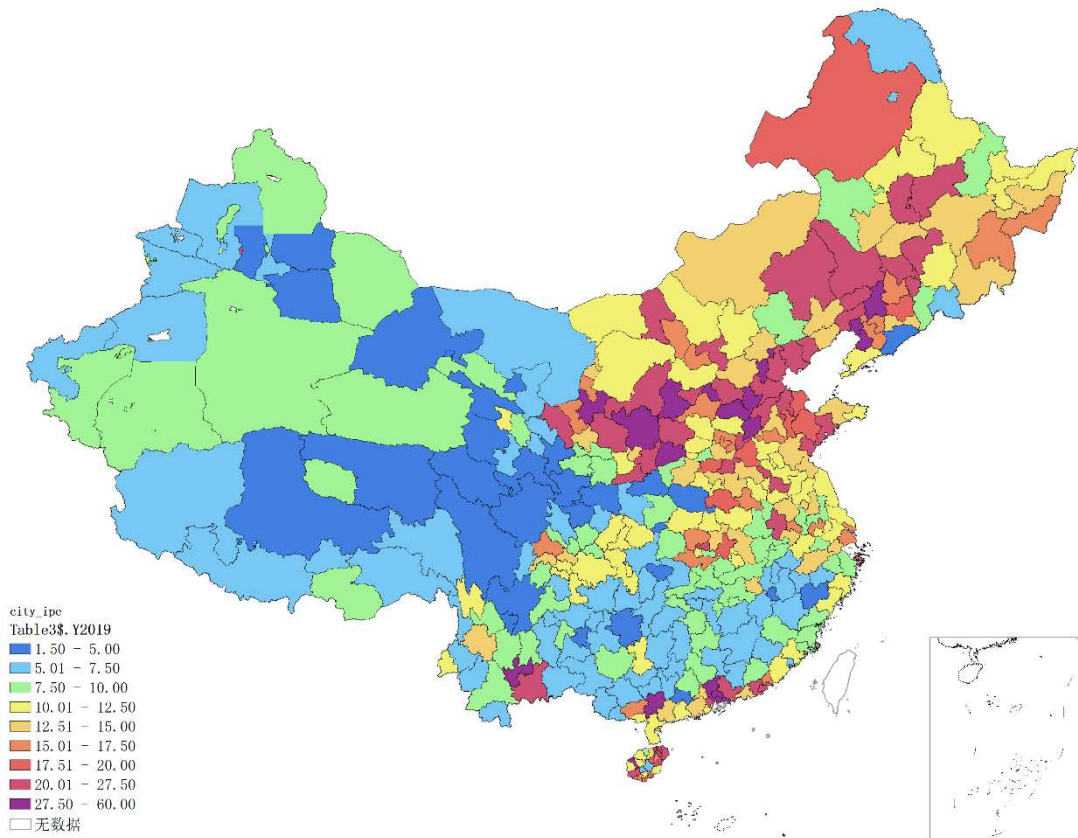 city_ipc
Table3$.Y2019
1.50 - 5.00
5.01 - 7.50
7.50 - 10.00
10.01 - 12.50
12.51 - 15.00
15.01 - 17.50
17.51 - 20.00
20.01 - 27.50
27.50 - 60.00
无数据